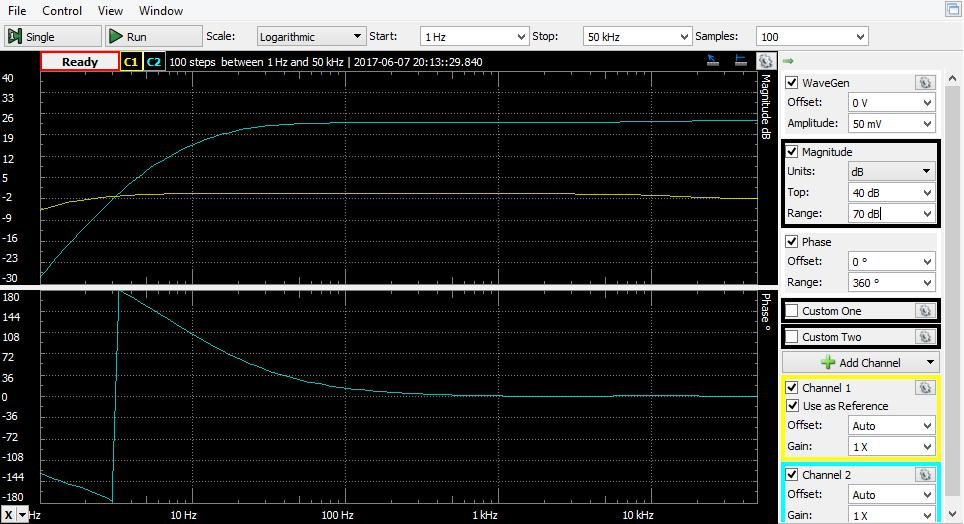 File Control View Window
Single Run Scale: Logarithmic Start: 1 Hz Stop: 50 kHz Samples: 100
Ready C1 C2 100 steps between 1 Hz and 50 kHz | 2017-06-07 20:13::29.840
40
33
26
19
12
5
-2
-9
-16
-23
-30
Magnitude dB
180
144
108
72
36
0
-36
-72
-108
-144
-180
Phase °
X 10 Hz 100 Hz 1 kHz 10 kHz
WaveGen
Offset: 0 V
Amplitude: 50 mV
Magnitude
Units: dB
Top: 40 dB
Range: 70 dB
Phase
Offset: 0 °
Range: 360 °
Custom One
Custom Two
Add Channel
Channel 1
Use as Reference
Offset: Auto
Gain: 1 X
Channel 2
Offset: Auto
Gain: 1 X